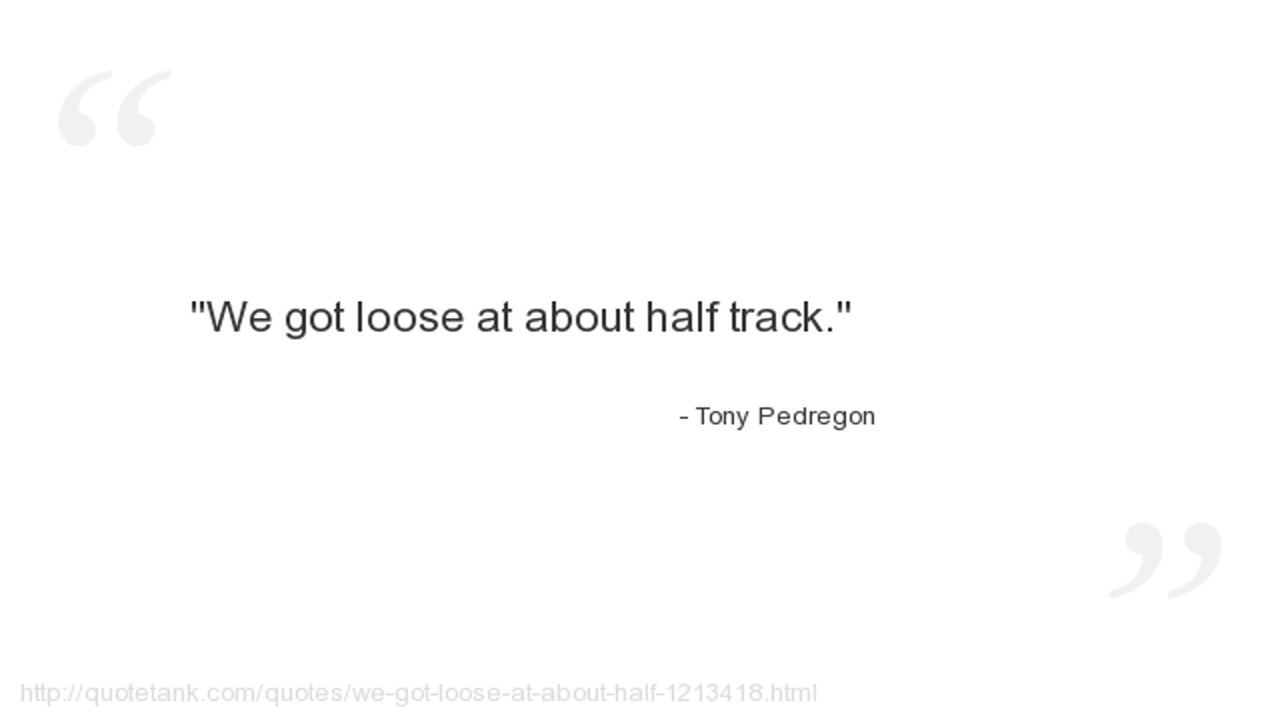 "We got loose at about half track."
- Tony Pedregon
http://quotetank.com/quotes/we-got-loose-at-about-half-1213418.html